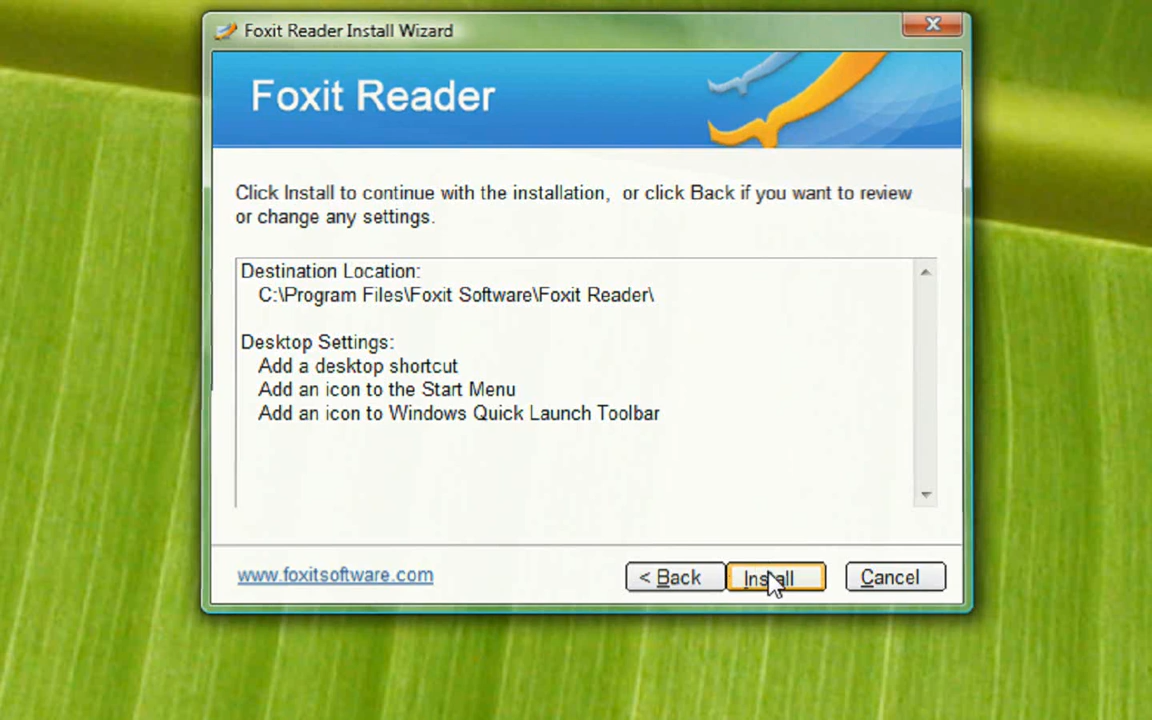 Foxit Reader Install Wizard
Foxit Reader
Click Install to continue with the installation, or click Back if you want to review
or change any settings.
Destination Location:
C:\Program Files\Foxit Software\Foxit Reader\
Desktop Settings:
Add a desktop shortcut
Add an icon to the Start Menu
Add an icon to Windows Quick Launch Toolbar
www.foxitsoftware.com
< Back
Install
Cancel